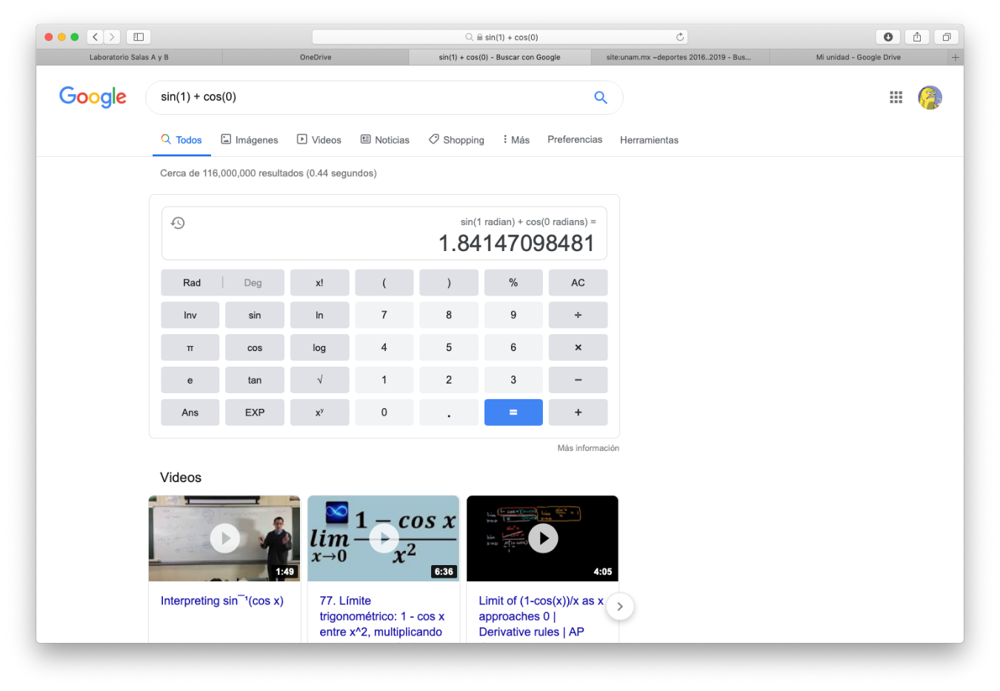 sin(1) + cos(0)
Laboratorio Salas A y B
OneDrive
sin(1) + cos(0) - Buscar con Google
site:unam.mx ~deportes 2016..2019 - Bus...
Mi unidad - Google Drive
+
Google
sin(1) + cos(0)
Todos
Imágenes
Videos
Noticias
Shopping
Más
Preferencias
Herramientas
Cerca de 116,000,000 resultados (0.44 segundos)
sin(1 radian) + cos(0 radians) =
1.84147098481
Rad | Deg x! ( ) % AC
Inv sin ln 7 8 9 ÷
π cos log 4 5 6 ×
e tan √ 1 2 3 −
Ans EXP xʸ 0 . = +
Más información
Videos
1:49
1 − cos x
lim
x→0
x²
6:36
4:05
Interpreting sin⁻¹(cos x)
77. Límite
trigonométrico: 1 - cos x
entre x^2, multiplicando
Limit of (1-cos(x))/x as x
approaches 0 |
Derivative rules | AP